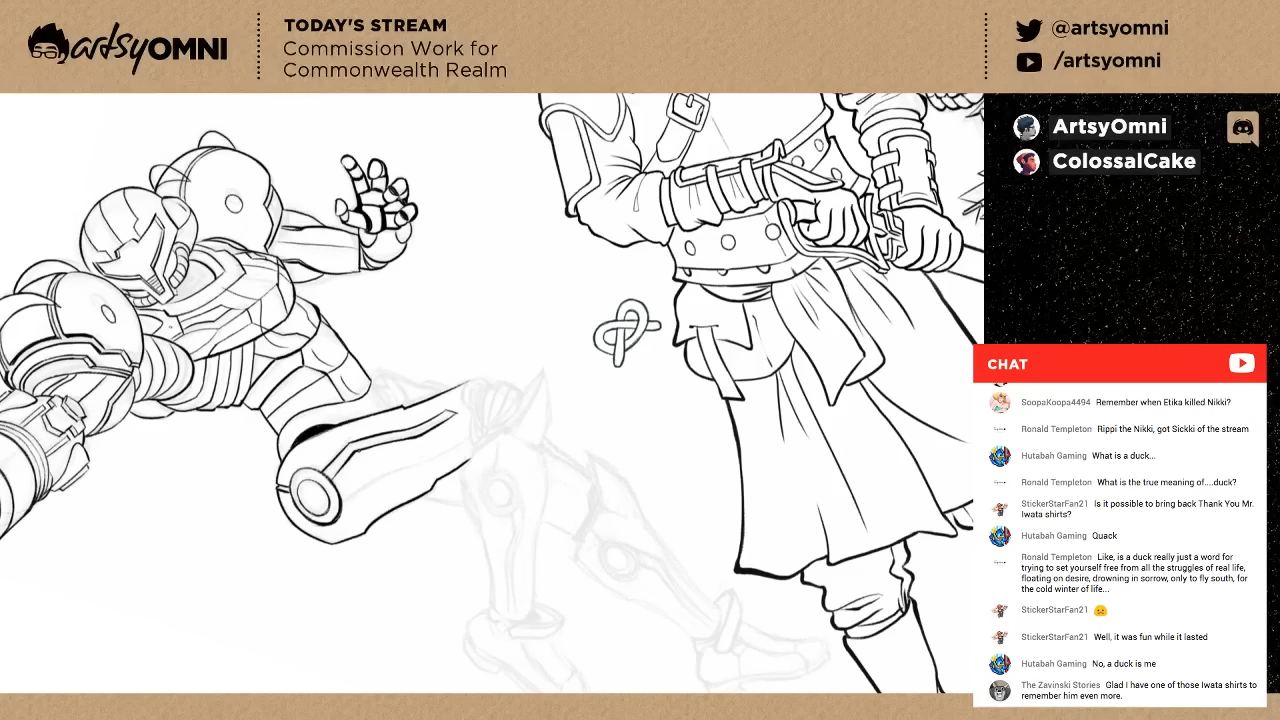 artsyOMNI
TODAY'S STREAM
Commission Work for
Commonwealth Realm
@artsyomni
/artsyomni
ArtsyOmni
ColossalCake
CHAT
SoopaKoopa4494 Remember when Etika killed Nikki?
Ronald Templeton Rippi the Nikki, got Sickki of the stream
Hutabah Gaming What is a duck...
Ronald Templeton What is the true meaning of....duck?
StickerStarFan21 Is it possible to bring back Thank You Mr.
Iwata shirts?
Hutabah Gaming Quack
Ronald Templeton Like, is a duck really just a word for
trying to set yourself free from all the struggles of real life,
floating on desire, drowning in sorrow, only to fly south, for
the cold winter of life...
StickerStarFan21
StickerStarFan21 Well, it was fun while it lasted
Hutabah Gaming No, a duck is me
The Zavinski Stories Glad I have one of those Iwata shirts to
remember him even more.